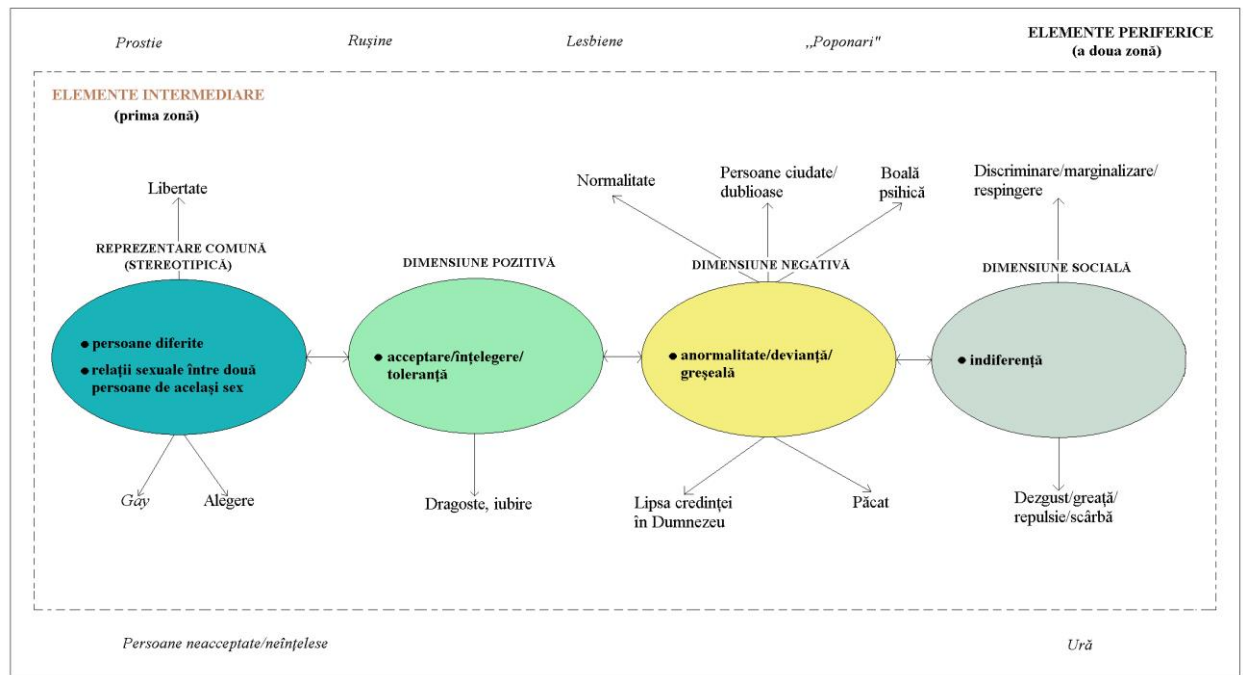 Prostie
Rușine
Lesbiene
,,Poponari"
ELEMENTE PERIFERICE
(a doua zonă)
ELEMENTE INTERMEDIARE
(prima zonă)
Libertate
Normalitate
Persoane ciudate/
dublioase
Boală
psihică
Discriminare/marginalizare/
respingere
REPREZENTARE COMUNĂ
(STEREOTIPICĂ)
DIMENSIUNE POZITIVĂ
DIMENSIUNE NEGATIVĂ
DIMENSIUNE SOCIALĂ
● persoane diferite
● relații sexuale între două
persoane de același sex
● acceptare/înțelegere/
toleranță
● anormalitate/devianță/
greșeală
● indiferență
Gay
Alegere
Dragoste, iubire
Lipsa credinței
în Dumnezeu
Păcat
Dezgust/greață/
repulsie/scârbă
Persoane neacceptate/neînțelese
Ură